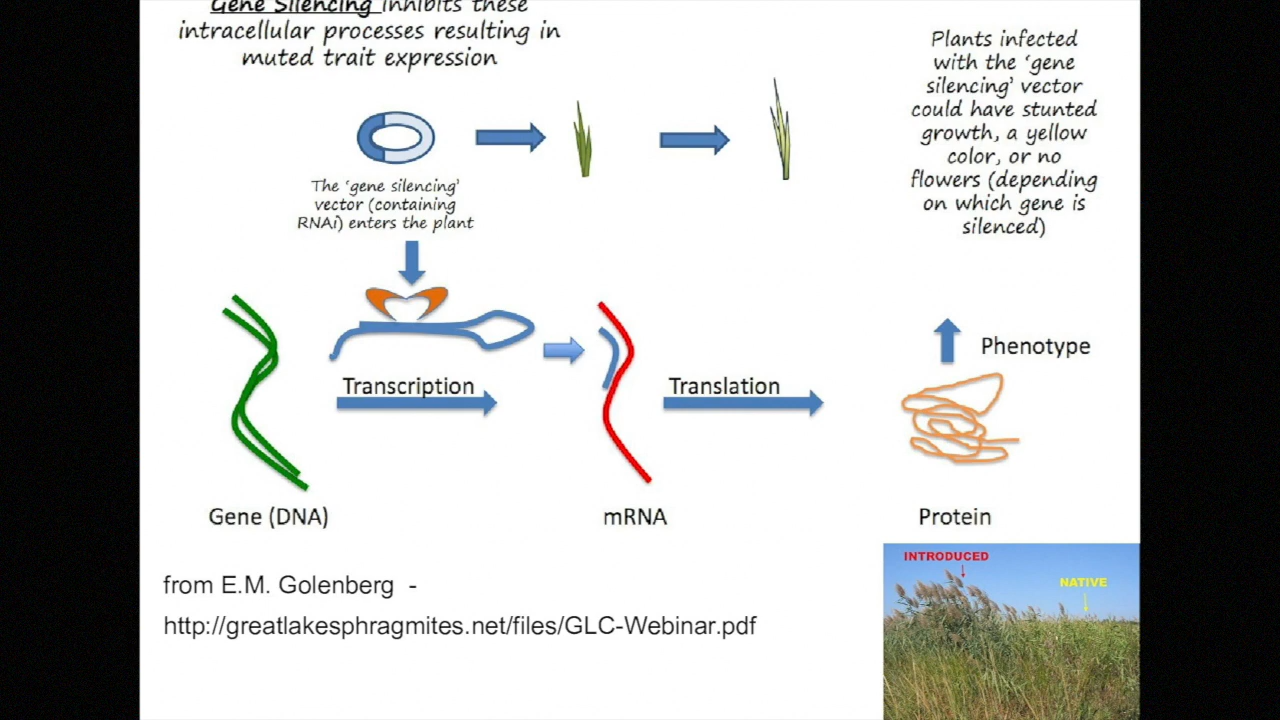 Gene Silencing inhibits these
intracellular processes resulting in
muted trait expression
Plants infected
with the ‘gene
silencing’ vector
could have stunted
growth, a yellow
color, or no
flowers (depending
on which gene is
silenced)
The ‘gene silencing’
vector (containing
RNAi) enters the plant
Transcription
Translation
Phenotype
Gene (DNA)
mRNA
Protein
from E.M. Golenberg -
http://greatlakesphragmites.net/files/GLC-Webinar.pdf
INTRODUCED
NATIVE